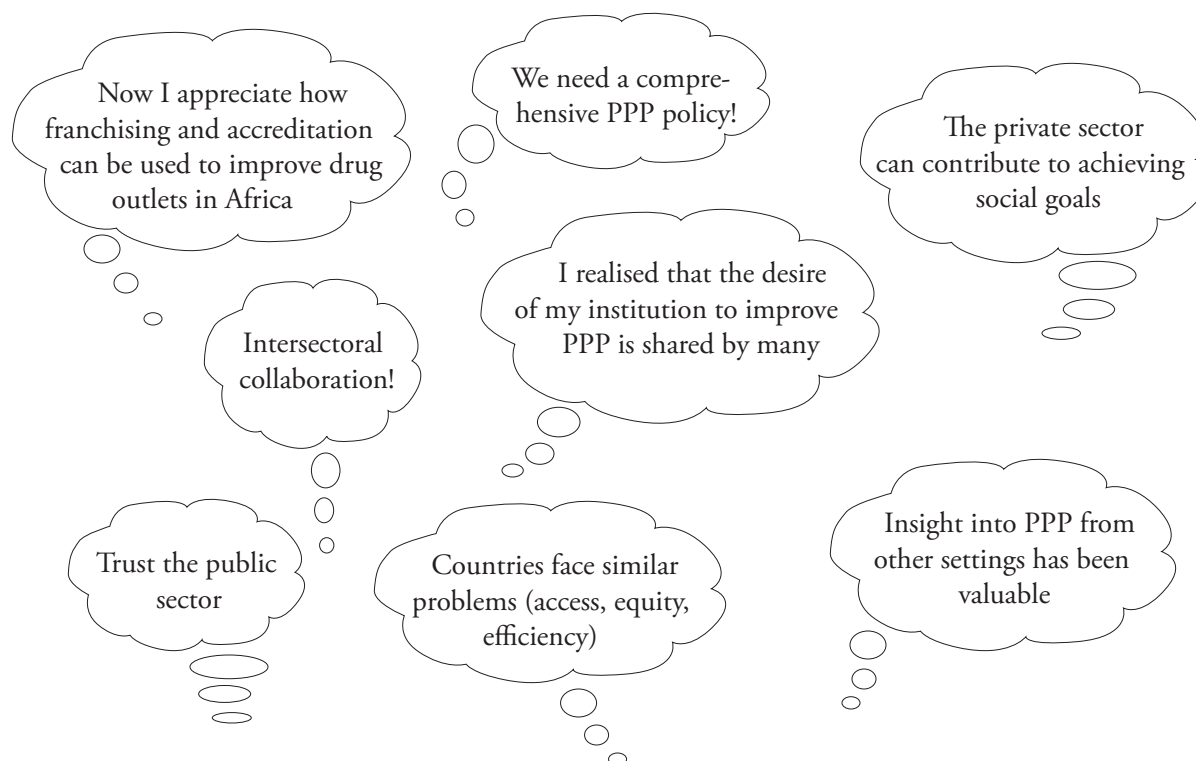 Now I appreciate how
franchising and accreditation
can be used to improve drug
outlets in Africa
We need a compre-
hensive PPP policy!
The private sector
can contribute to achieving
social goals
I realised that the desire
of my institution to improve
PPP is shared by many
Intersectoral
collaboration!
Trust the public
sector
Countries face similar
problems (access, equity,
efficiency)
Insight into PPP from
other settings has been
valuable